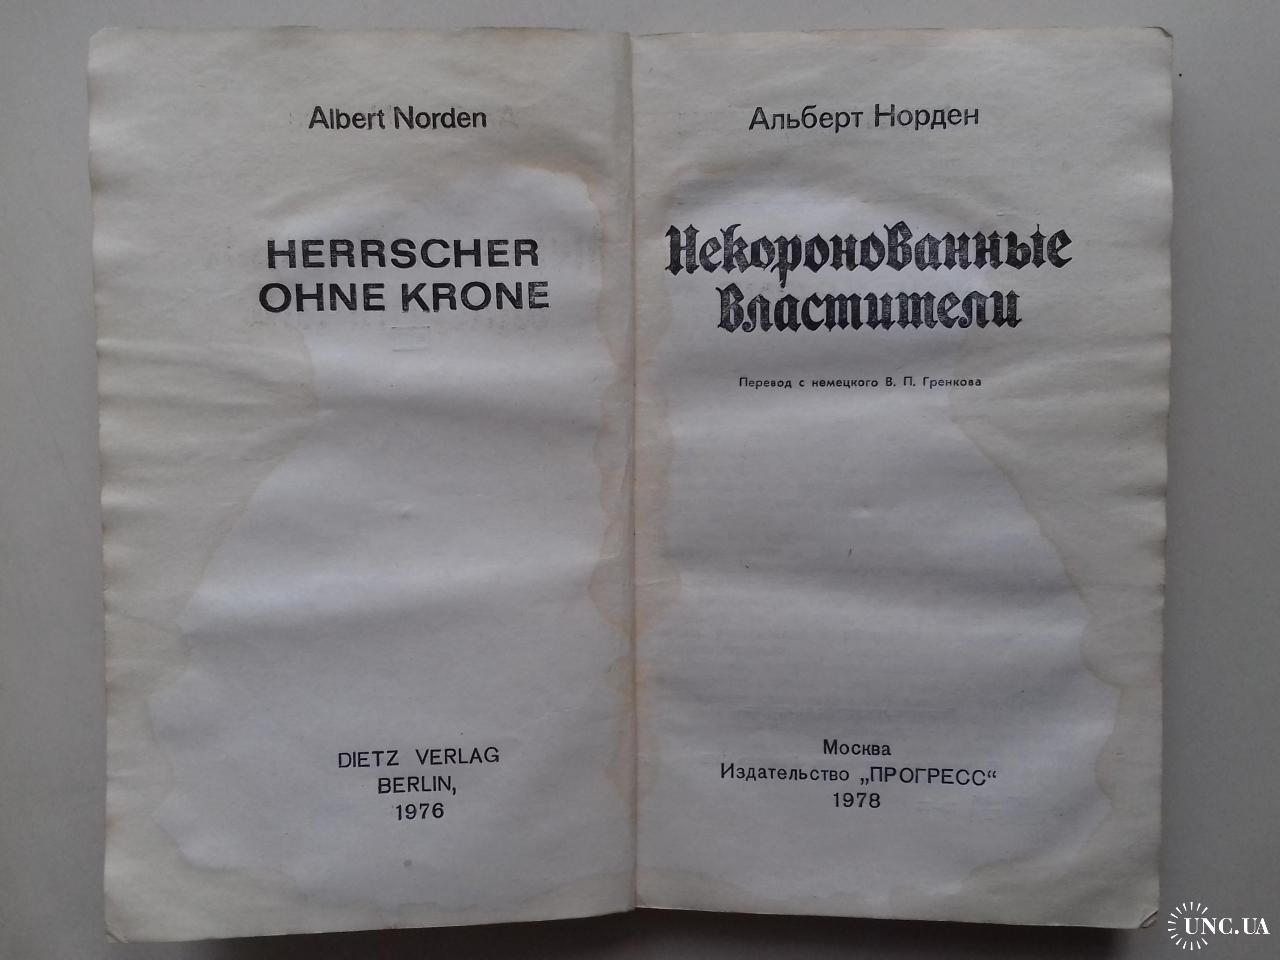 Albert Norden
HERRSCHER
OHNE KRONE
DIETZ VERLAG
BERLIN,
1976
Альберт Норден
Некоронованные
властители
Перевод с немецкого В. П. Гренкова
Москва
Издательство „ПРОГРЕСС“
1978
UNC.UA